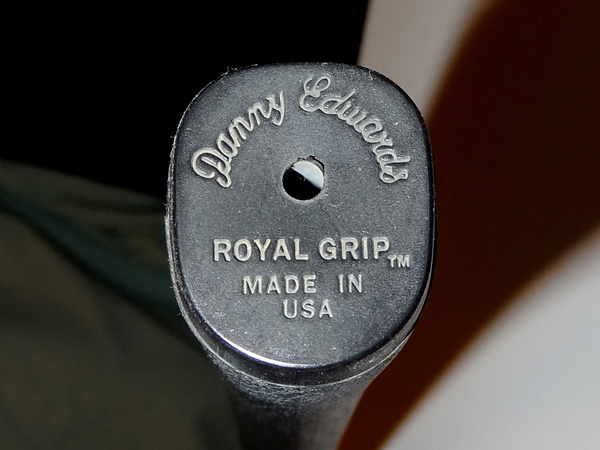 Danny Edwards
ROYAL GRIP™
MADE IN
USA